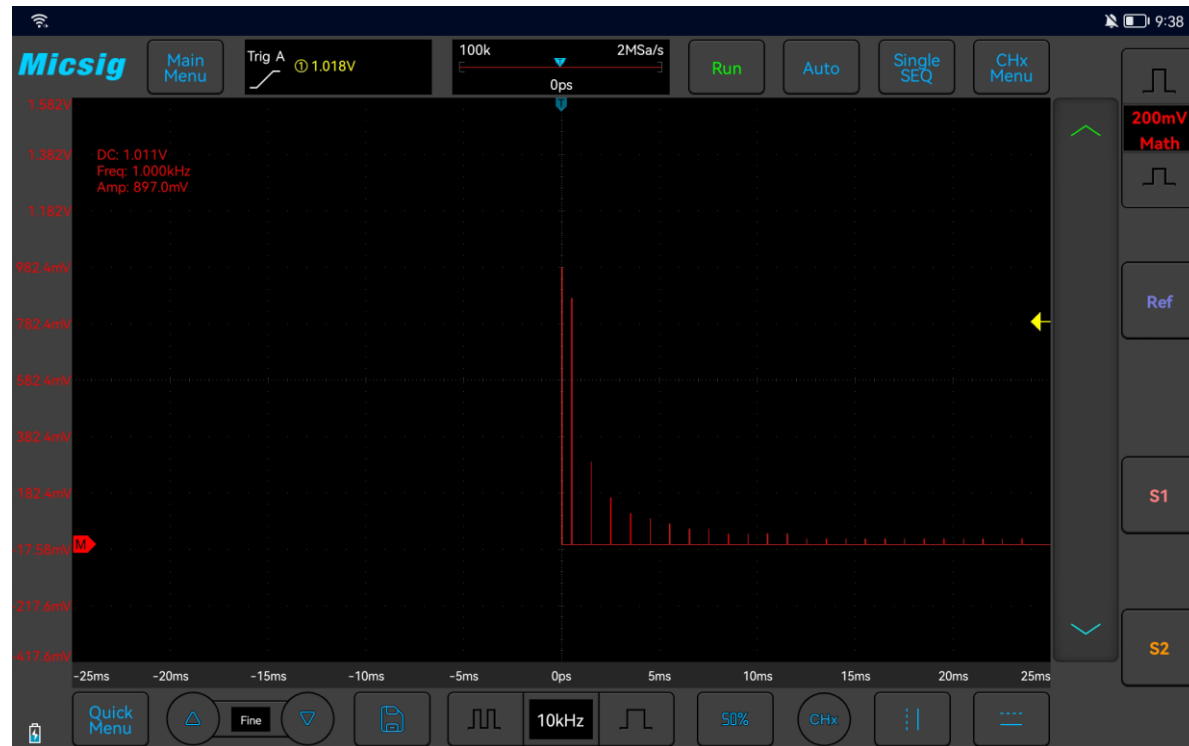 9:38
Micsig
Main
Menu
Trig A
① 1.018V
100k
2MSa/s
0ps
Run
Auto
Single
SEQ
CHx
Menu
T
1.582V
1.382V
1.182V
982.4mV
782.4mV
582.4mV
382.4mV
182.4mV
-17.58mV
-217.6mV
-417.6mV
DC: 1.011V
Freq: 1.000kHz
Amp: 897.0mV
M
200mV
Math
Ref
S1
S2
-25ms
-20ms
-15ms
-10ms
-5ms
0ps
5ms
10ms
15ms
20ms
25ms
Quick
Menu
Fine
10kHz
50%
CHx